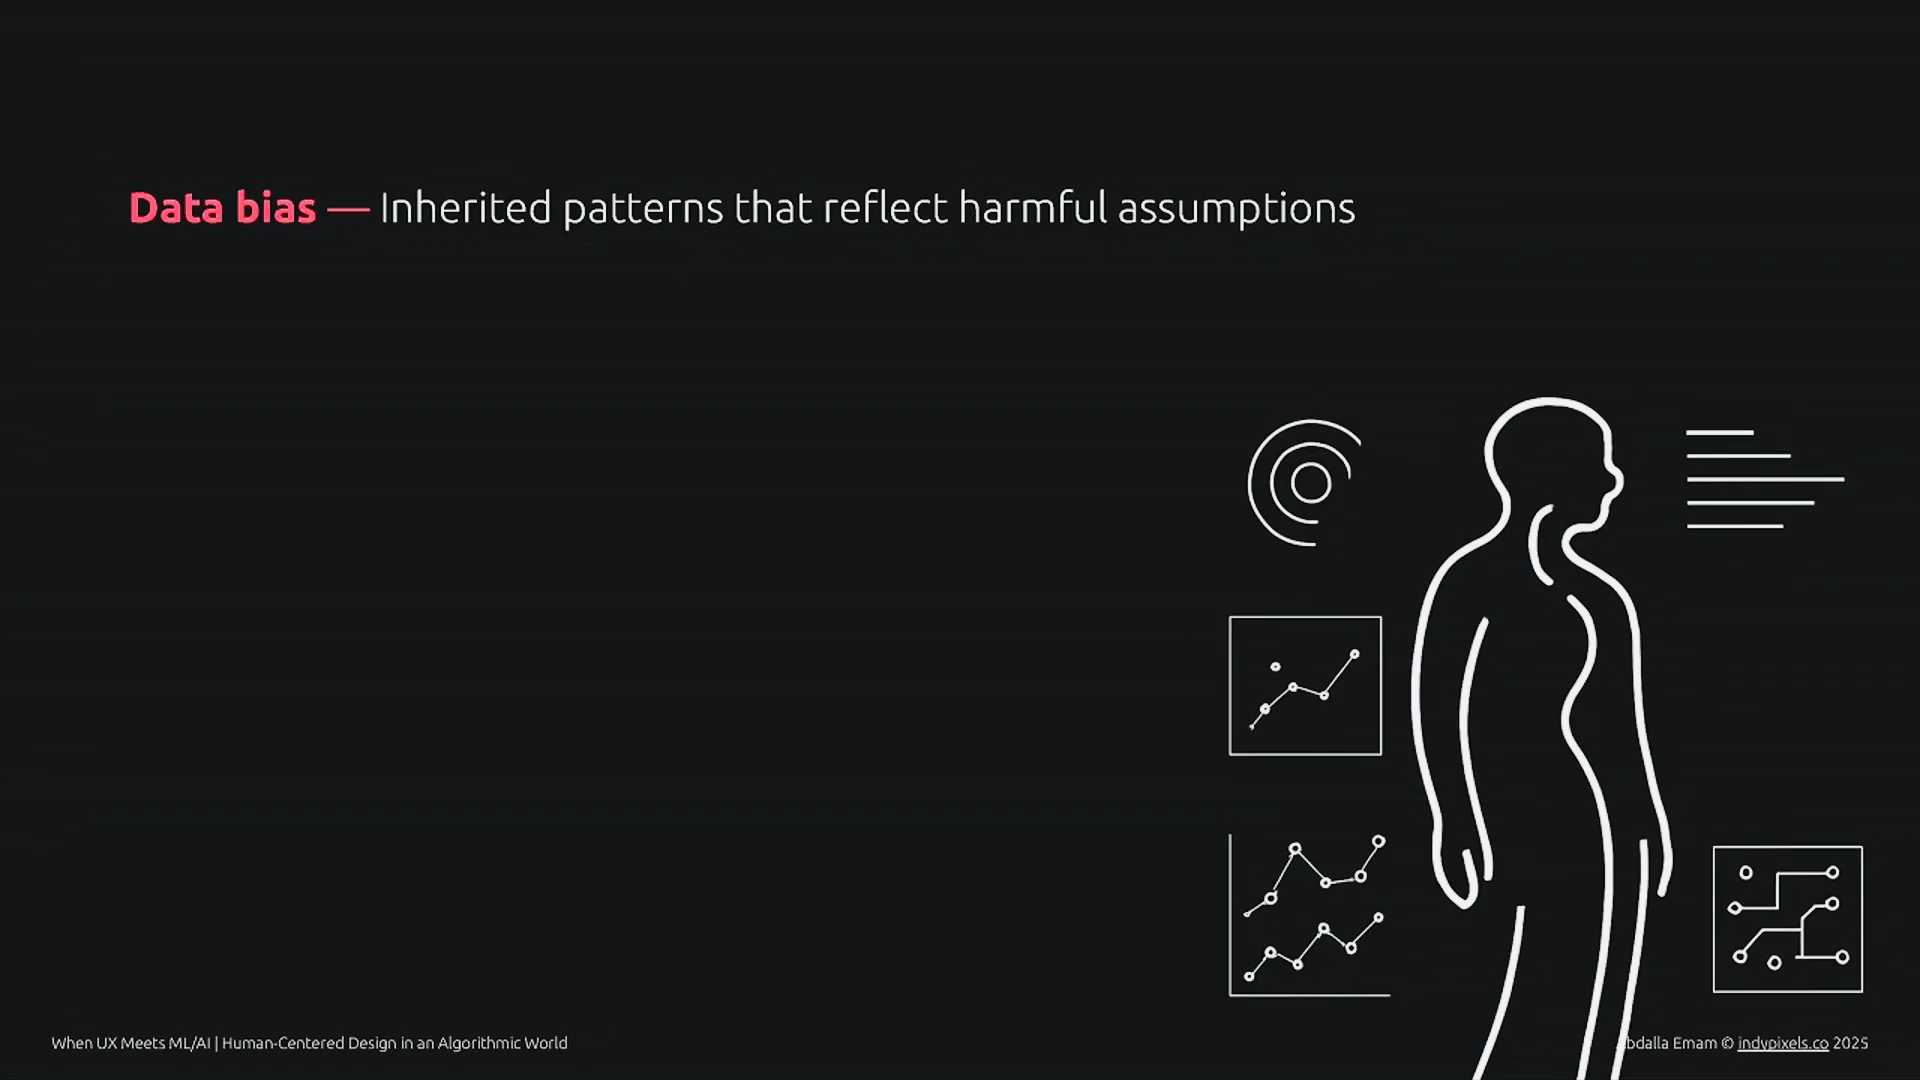 Data bias — Inherited patterns that reflect harmful assumptions
When UX Meets ML/AI | Human-Centered Design in an Algorithmic World
bdalla Emam © indypixels.co 2025